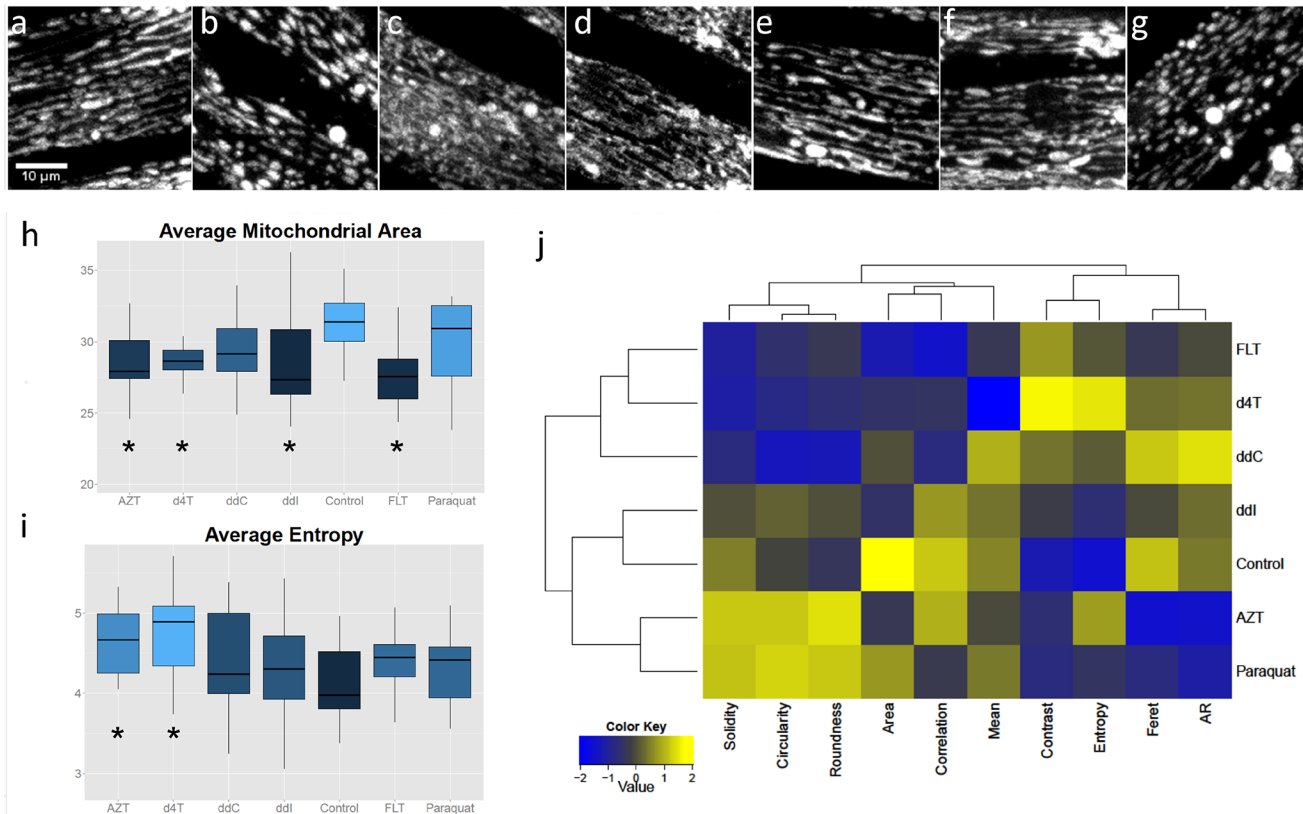 a b c d e f g
10 µm
h
Average Mitochondrial Area
35
30
25
20
* * * *
AZT d4T ddC ddI Control FLT Paraquat
i
Average Entropy
5
4
3
* *
AZT d4T ddC ddI Control FLT Paraquat
j
FLT
d4T
ddC
ddI
Control
AZT
Paraquat
Solidity
Circularity
Roundness
Area
Correlation
Mean
Contrast
Entropy
Feret
AR
Color Key
−2 −1 0 1 2
Value